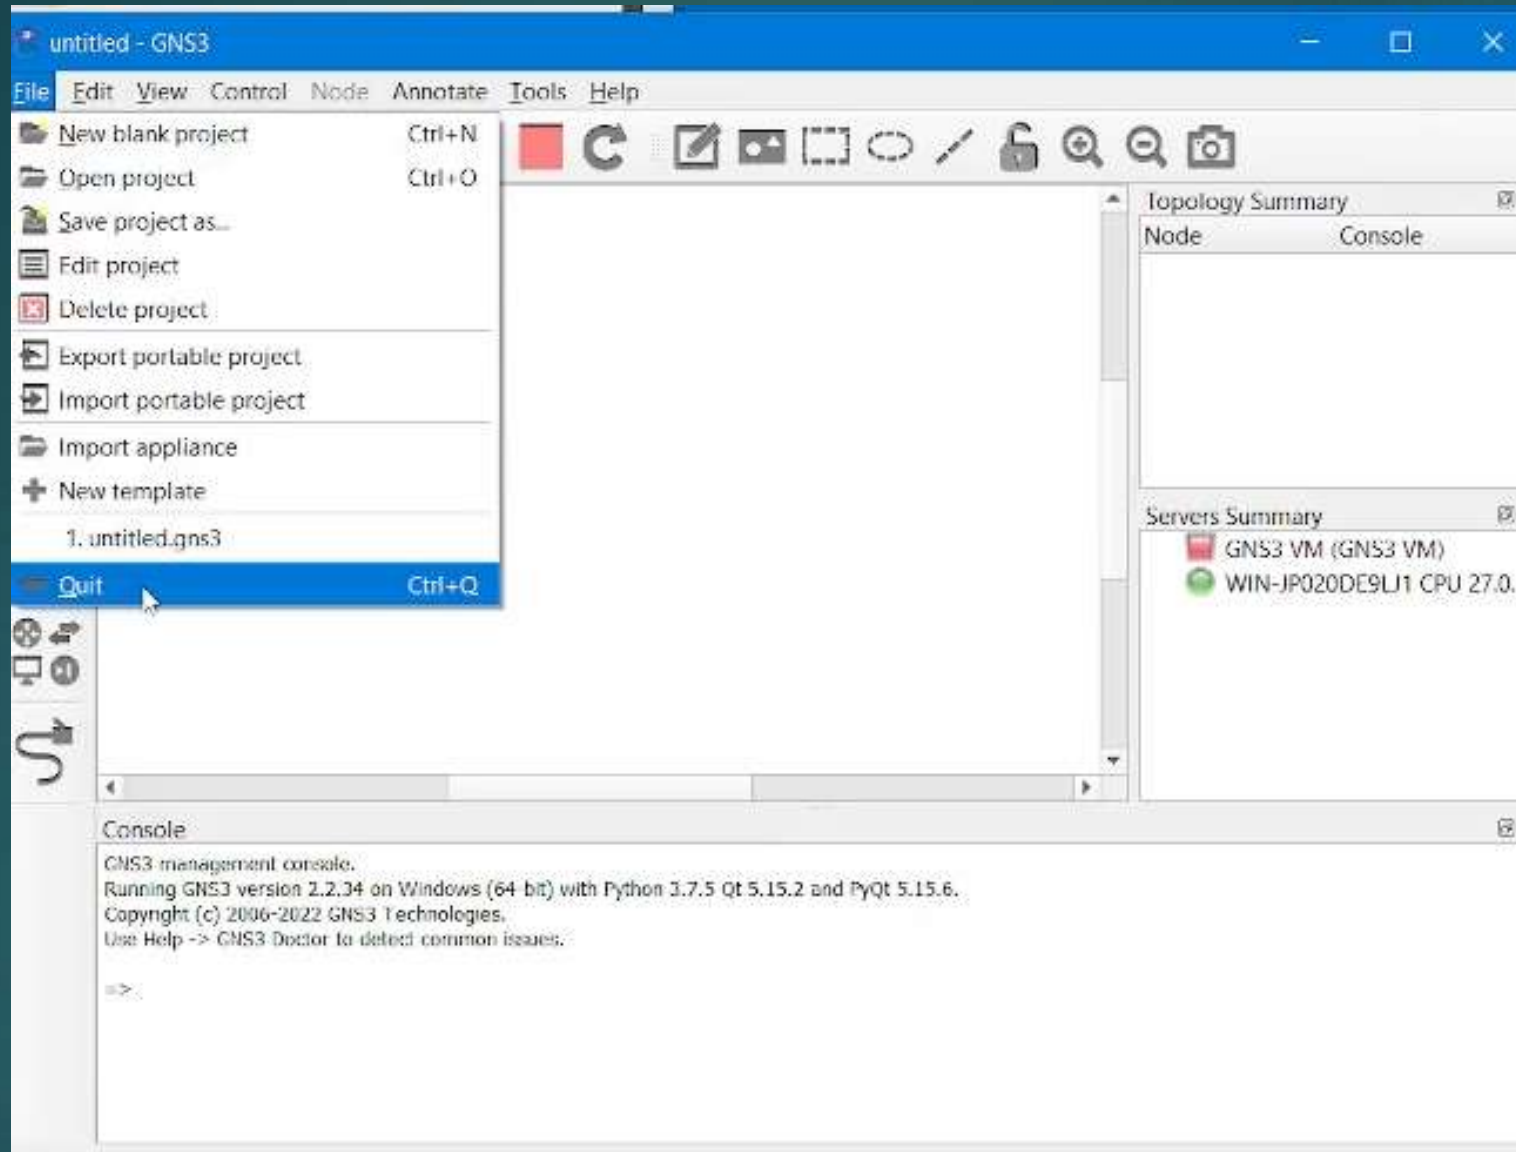 untitled - GNS3
File Edit View Control Node Annotate Tools Help
New blank project Ctrl+N
Open project Ctrl+O
Save project as...
Edit project
Delete project
Export portable project
Import portable project
Import appliance
New template
1. untitled.gns3
Quit Ctrl+Q
Topology Summary
Node Console
Servers Summary
GNS3 VM (GNS3 VM)
WIN-JP020DE9LJ1 CPU 27.0.
Console
GNS3 management console.
Running GNS3 version 2.2.34 on Windows (64-bit) with Python 3.7.5 Qt 5.15.2 and PyQt 5.15.6.
Copyright (c) 2006-2022 GNS3 Technologies.
Use Help -> GNS3 Doctor to detect common issues.
=>